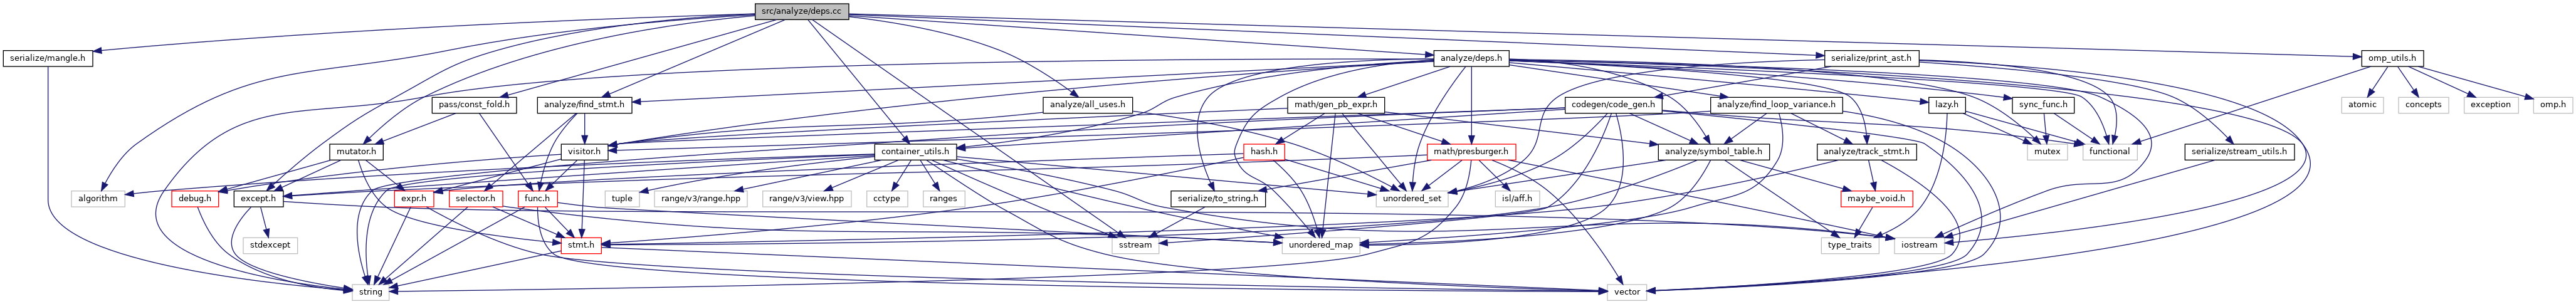 src/analyze/deps.cc
serialize/mangle.h
analyze/deps.h
serialize/print_ast.h
omp_utils.h
pass/const_fold.h
analyze/find_stmt.h
analyze/all_uses.h
math/gen_pb_expr.h
codegen/code_gen.h
analyze/find_loop_variance.h
lazy.h
sync_func.h
atomic
concepts
exception
omp.h
mutator.h
visitor.h
container_utils.h
hash.h
math/presburger.h
analyze/symbol_table.h
analyze/track_stmt.h
mutex
functional
serialize/stream_utils.h
algorithm
debug.h
except.h
expr.h
selector.h
func.h
tuple
range/v3/range.hpp
range/v3/view.hpp
cctype
ranges
serialize/to_string.h
unordered_set
isl/aff.h
maybe_void.h
stdexcept
stmt.h
sstream
unordered_map
type_traits
iostream
string
vector